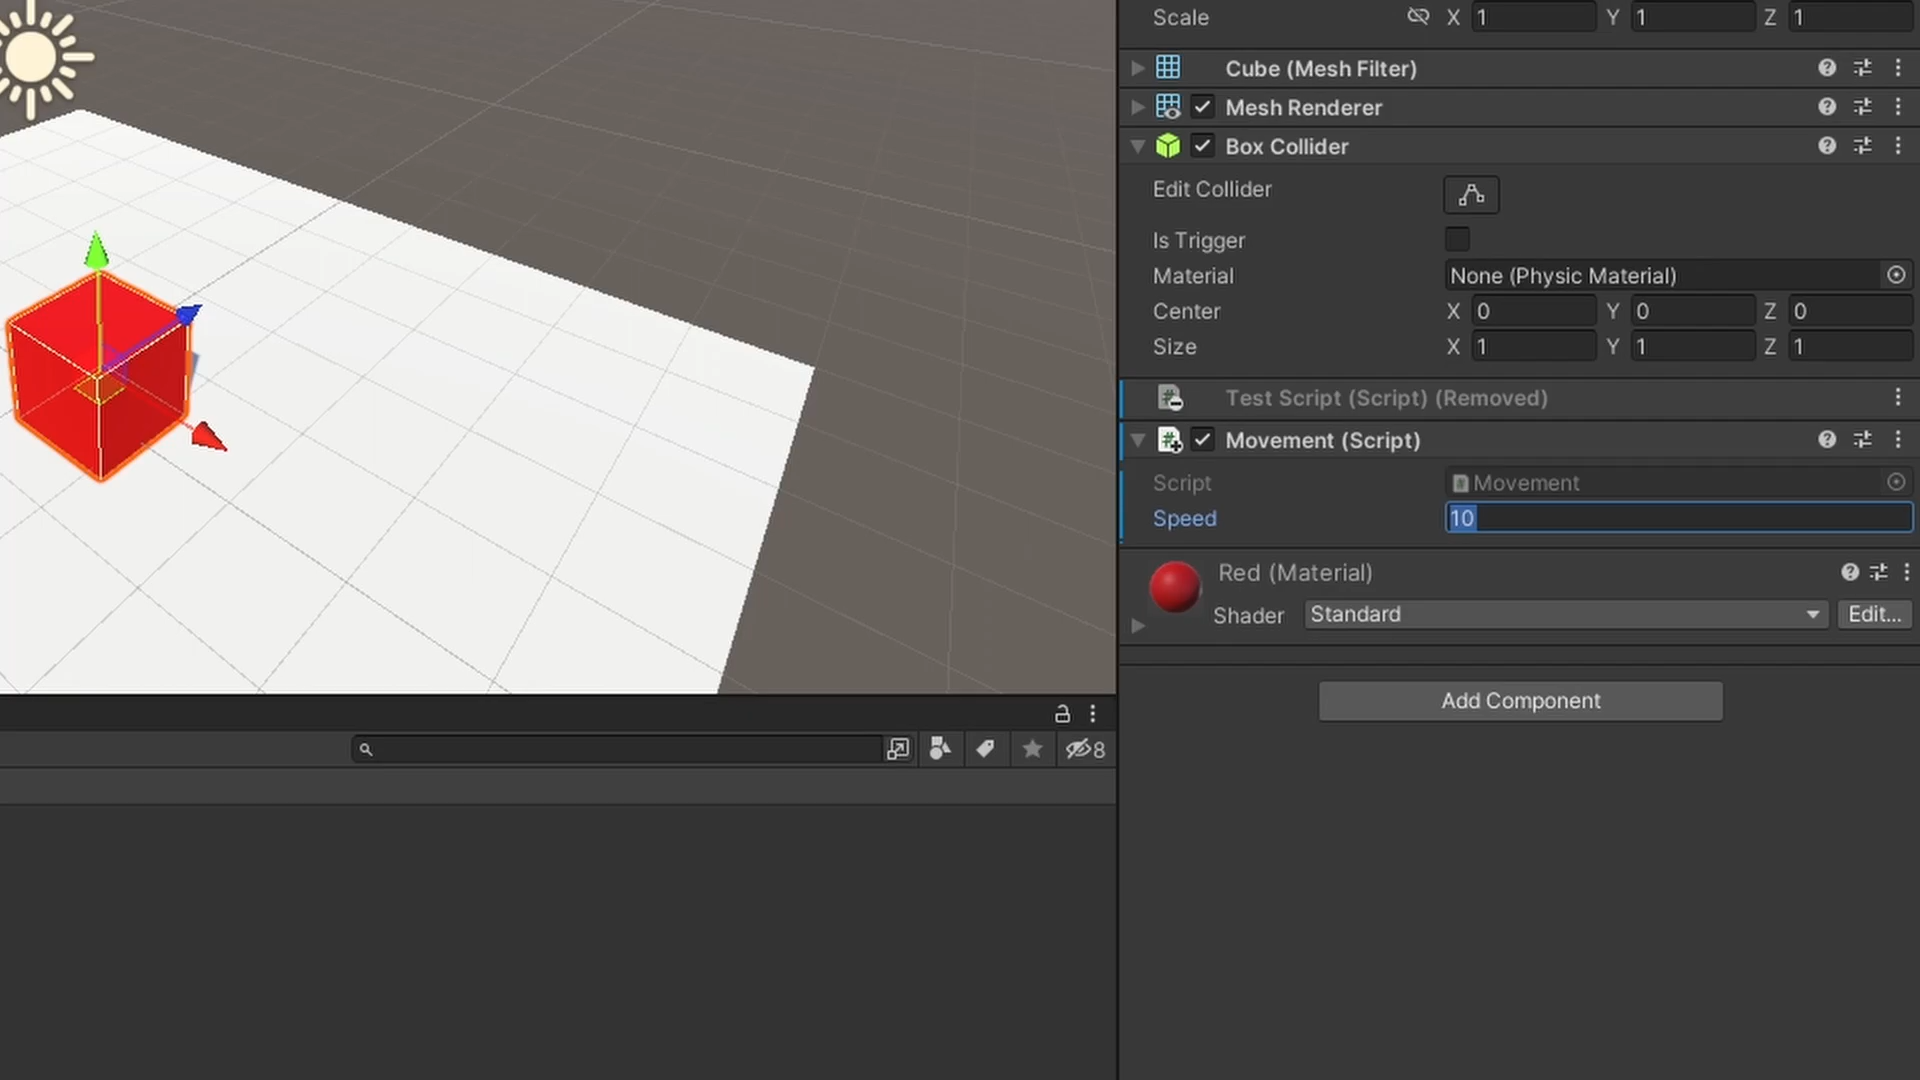 Scale X 1 Y 1 Z 1
Cube (Mesh Filter)
Mesh Renderer
Box Collider
Edit Collider
Is Trigger
Material None (Physic Material)
Center X 0 Y 0 Z 0
Size X 1 Y 1 Z 1
Test Script (Script) (Removed)
Movement (Script)
Script Movement
Speed 10
Red (Material)
Shader Standard Edit...
Add Component
8